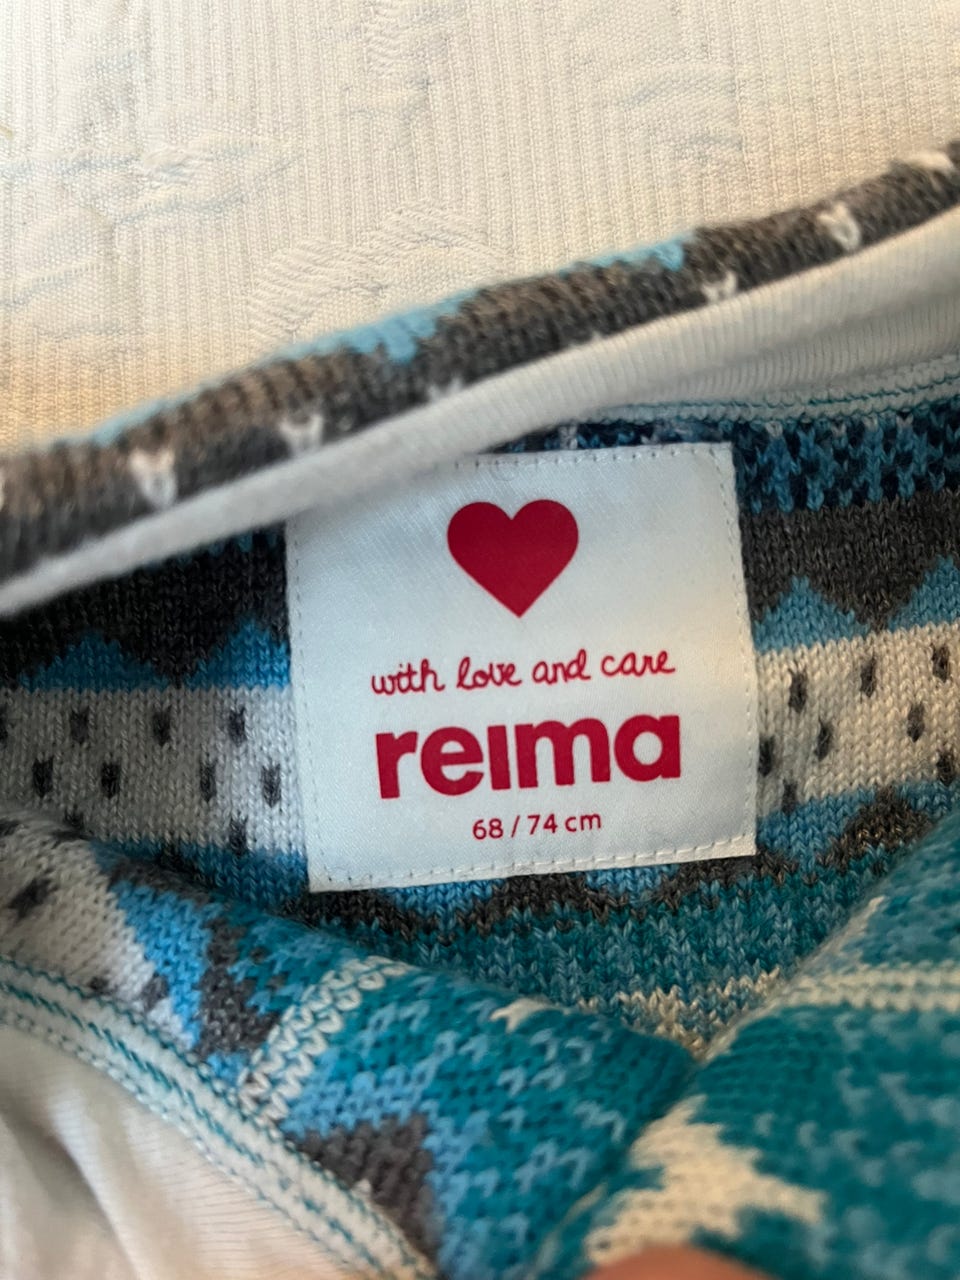 with love and care
reima
68 / 74 cm